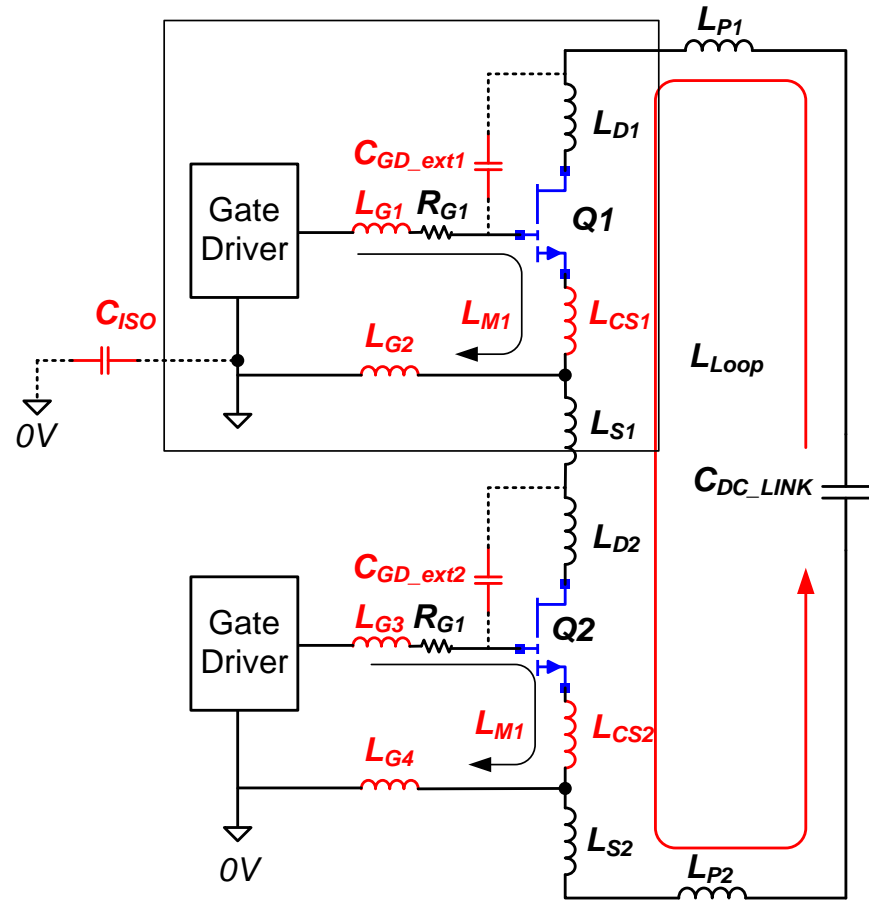 LP1
LD1
CGD_ext1
Gate
Driver
LG1
RG1
Q1
CISO
LM1
LCS1
LG2
LLoop
0V
LS1
CDC_LINK
LD2
CGD_ext2
Gate
Driver
LG3
RG1
Q2
LM1
LCS2
LG4
LS2
0V
LP2